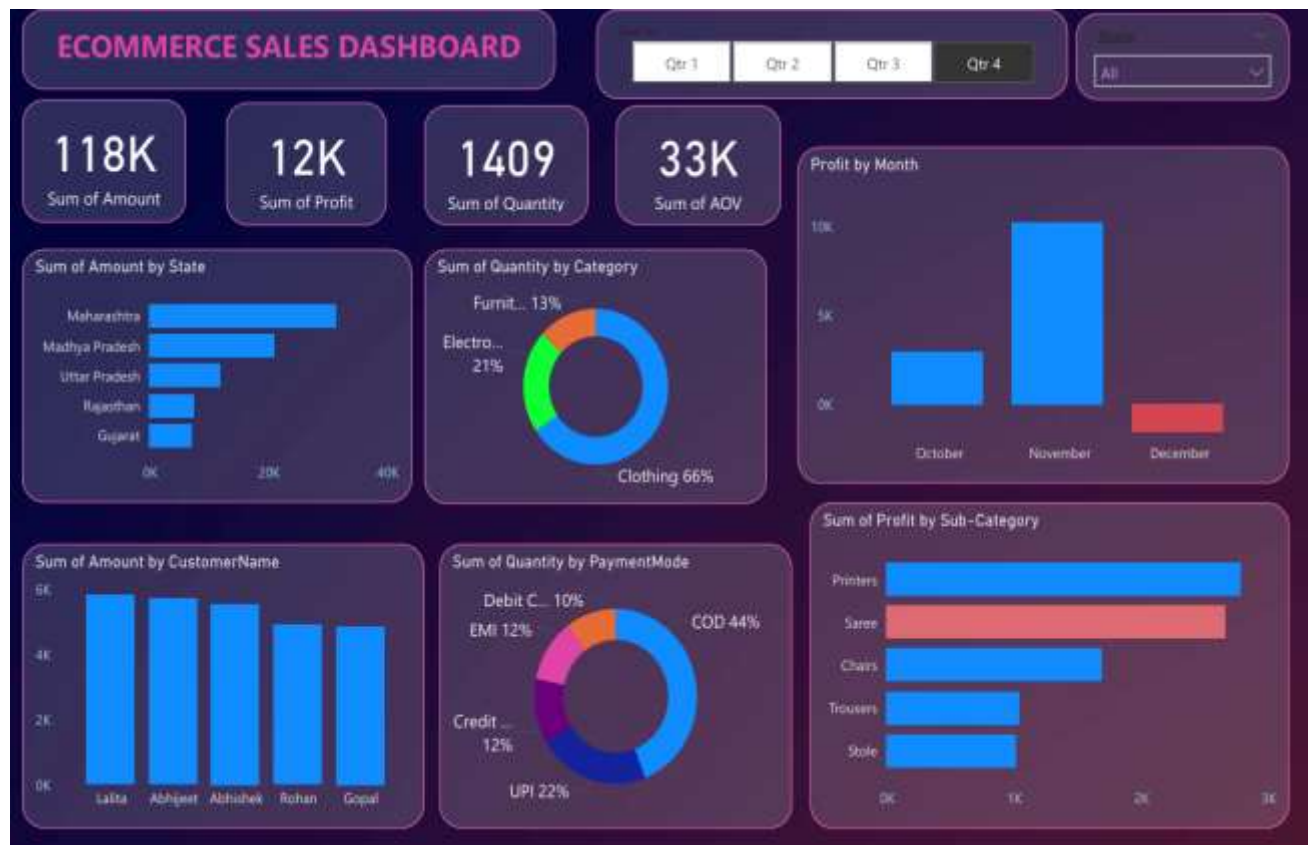 ECOMMERCE SALES DASHBOARD
Qtr 1
Qtr 2
Qtr 3
Qtr 4
State
All
118K
Sum of Amount
12K
Sum of Profit
1409
Sum of Quantity
33K
Sum of AOV
Profit by Month
10K
5K
0K
October
November
December
Sum of Amount by State
Maharashtra
Madhya Pradesh
Uttar Pradesh
Rajasthan
Gujarat
0K
20K
40K
Sum of Quantity by Category
Furnit... 13%
Electro...
21%
Clothing 66%
Sum of Amount by CustomerName
6K
4K
2K
0K
Lalita
Abhijeet
Abhishek
Rohan
Gopal
Sum of Quantity by PaymentMode
Debit C... 10%
COD 44%
EMI 12%
Credit ...
12%
UPI 22%
Sum of Profit by Sub-Category
Printers
Saree
Chairs
Trousers
Stole
0K
1K
2K
3K